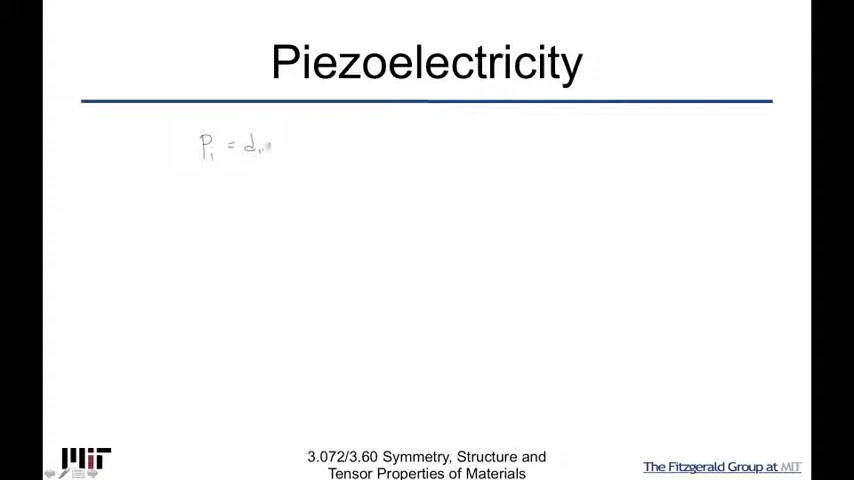 Piezoelectricity
P₁ = d
MIT
3.072/3.60 Symmetry, Structure and
Tensor Properties of Materials
The Fitzgerald Group at MIT